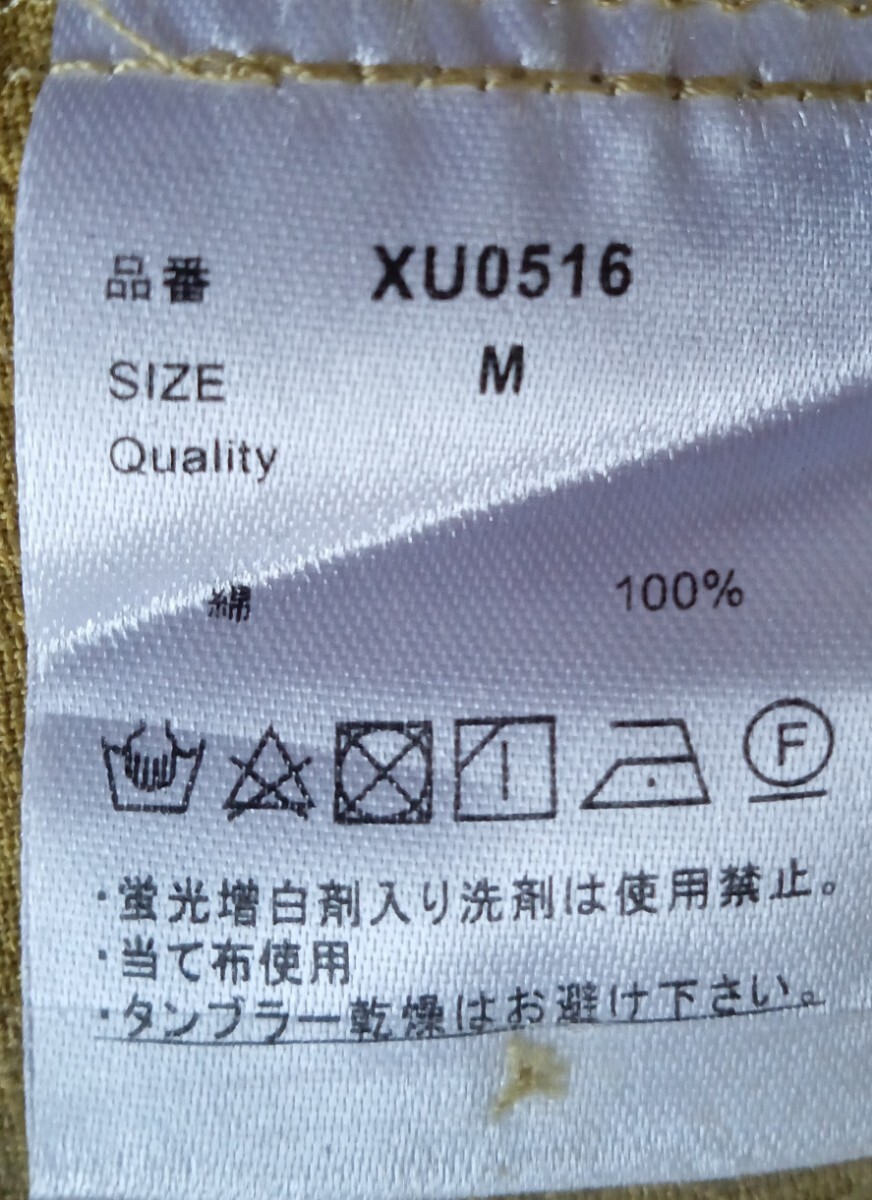 品番 XU0516
SIZE M
Quality
綿 100%
F
・蛍光増白剤入り洗剤は使用禁止。
・当て布使用
・タンブラー乾燥はお避け下さい。